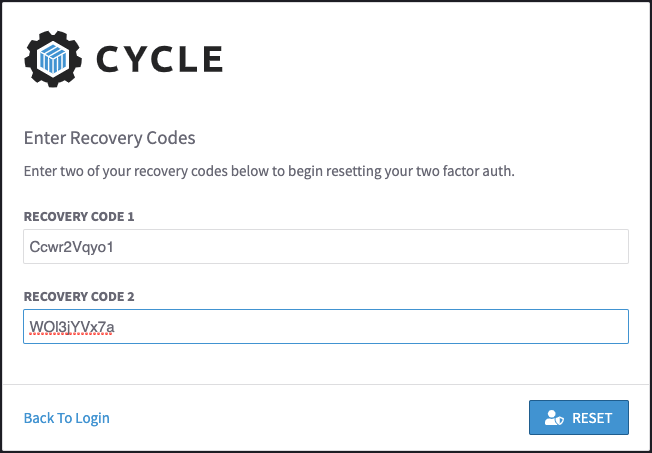 CYCLE
Enter Recovery Codes
Enter two of your recovery codes below to begin resetting your two factor auth.
RECOVERY CODE 1
Ccwr2Vqyo1
RECOVERY CODE 2
WOl3jYVx7a
Back To Login
RESET